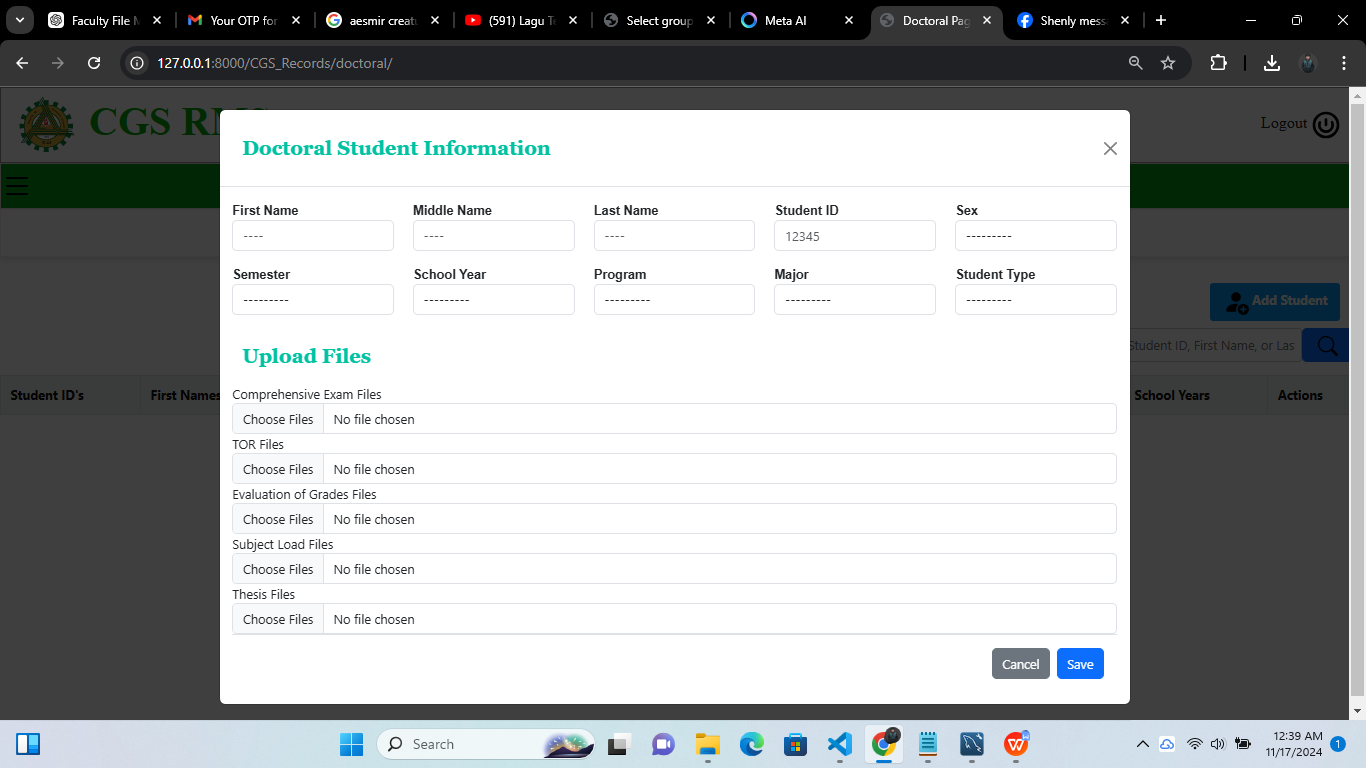 Faculty File M
Your OTP for
aesmir creatu
(591) Lagu Te
Select group
Meta AI
Doctoral Pag
Shenly mess
127.0.0.1:8000/CGS_Records/doctoral/
CGS RMS
Logout
Doctoral Student Information
First Name Middle Name Last Name Student ID Sex
---- ---- ---- 12345 ---------
Semester School Year Program Major Student Type
--------- --------- --------- --------- ---------
Add Student
Upload Files
Student ID, First Name, or Las
Student ID's First Names School Years Actions
Comprehensive Exam Files
Choose Files No file chosen
TOR Files
Choose Files No file chosen
Evaluation of Grades Files
Choose Files No file chosen
Subject Load Files
Choose Files No file chosen
Thesis Files
Choose Files No file chosen
Cancel Save
Search
12:39 AM
11/17/2024
1